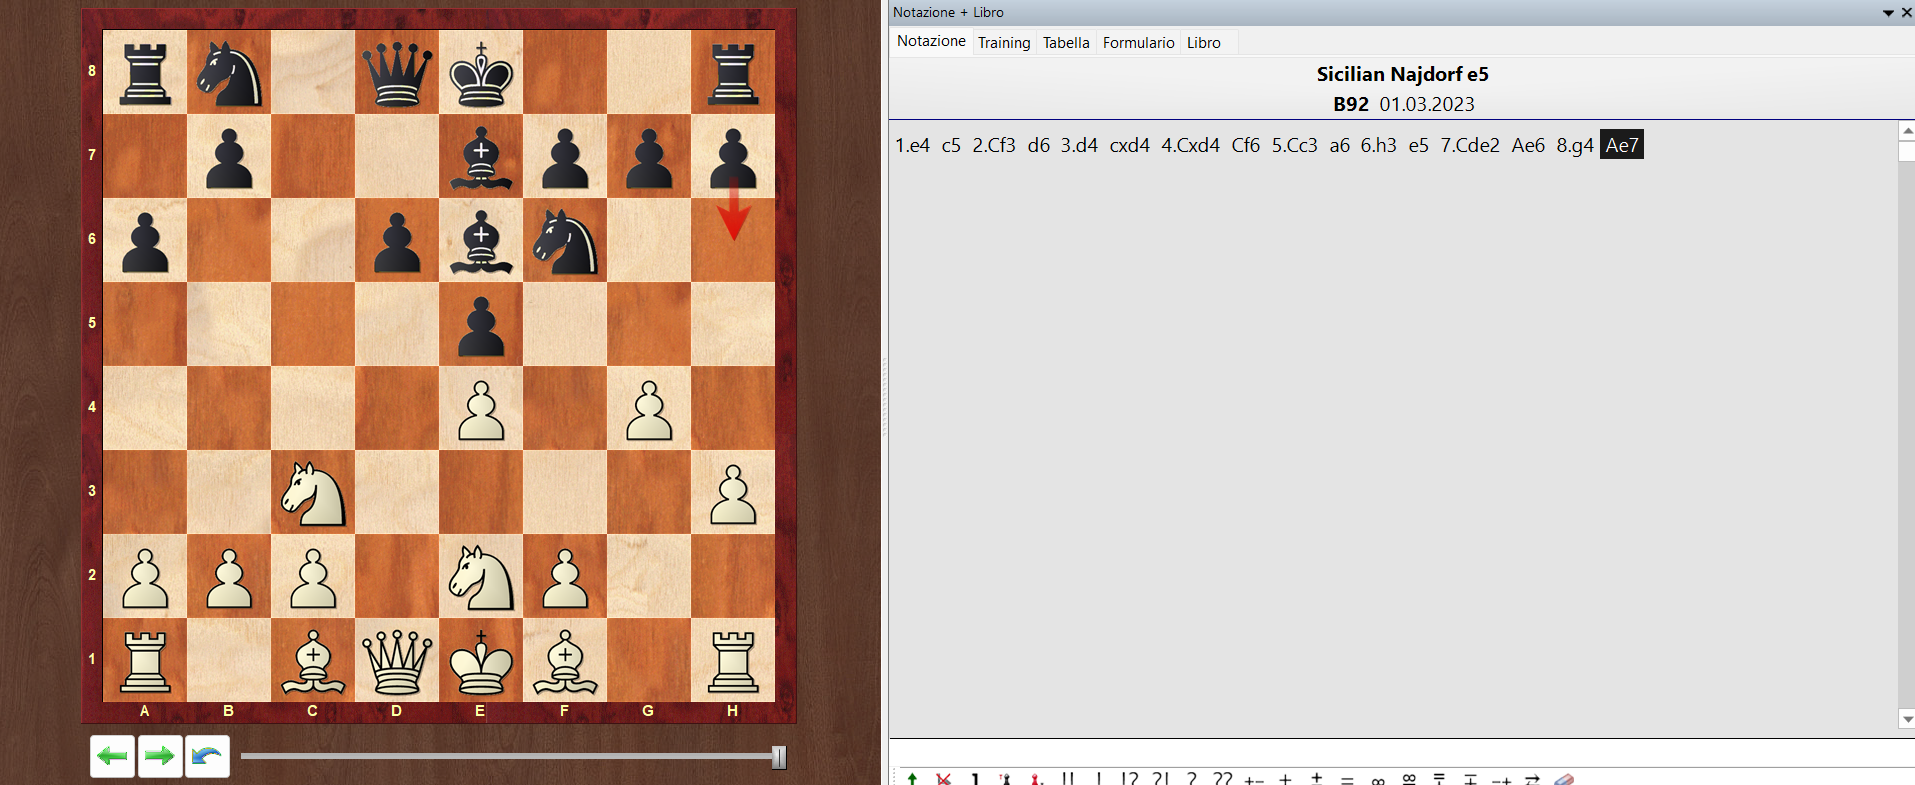 Notazione + Libro
Notazione Training Tabella Formulario Libro
Sicilian Najdorf e5
B92 01.03.2023
1.e4 c5 2.Cf3 d6 3.d4 cxd4 4.Cxd4 Cf6 5.Cc3 a6 6.h3 e5 7.Cde2 Ae6 8.g4 Ae7
8
7
6
5
4
3
2
1
A B C D E F G H
1 !! ! !? ?! ? ?? +− + ± = ∞ −+